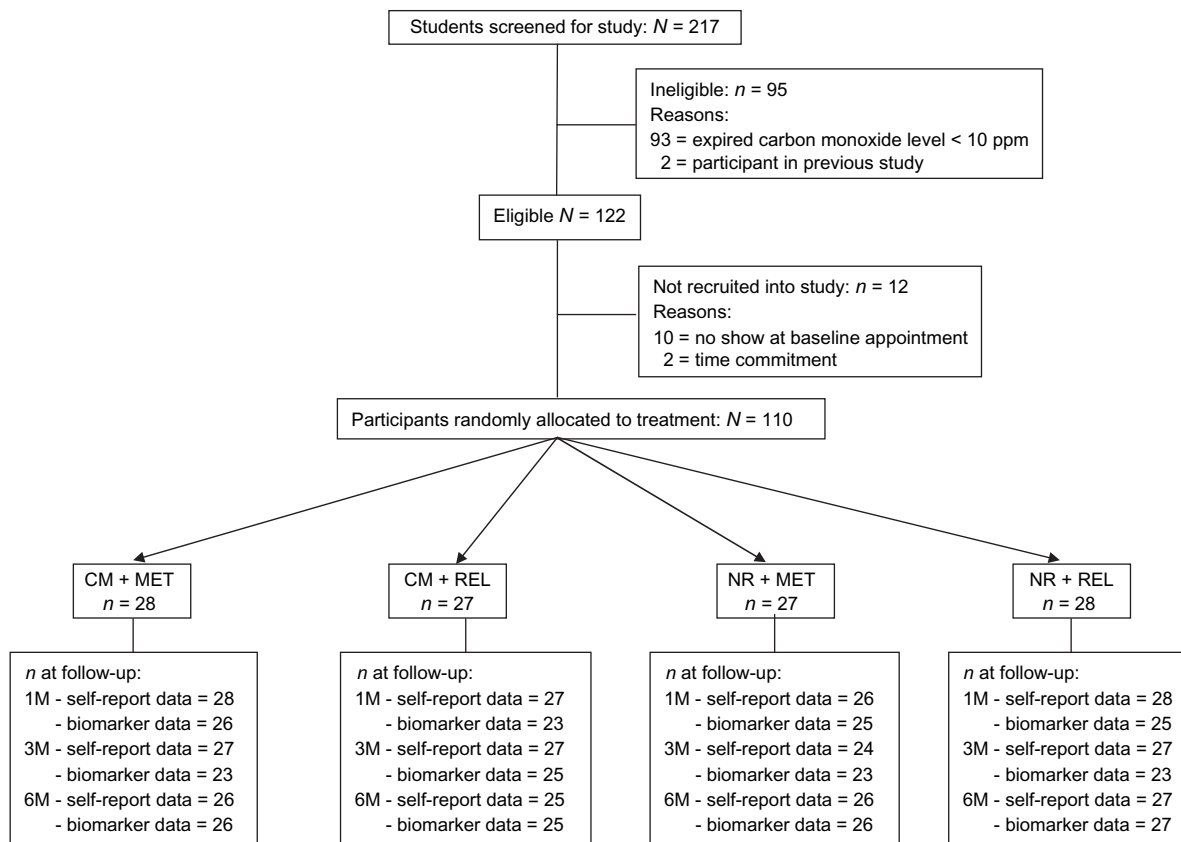 Students screened for study: N = 217
Ineligible: n = 95
Reasons:
93 = expired carbon monoxide level < 10 ppm
2 = participant in previous study
Eligible N = 122
Not recruited into study: n = 12
Reasons:
10 = no show at baseline appointment
2 = time commitment
Participants randomly allocated to treatment: N = 110
CM + MET
n = 28
CM + REL
n = 27
NR + MET
n = 27
NR + REL
n = 28
n at follow-up:
1M - self-report data = 28
- biomarker data = 26
3M - self-report data = 27
- biomarker data = 23
6M - self-report data = 26
- biomarker data = 26
n at follow-up:
1M - self-report data = 27
- biomarker data = 23
3M - self-report data = 27
- biomarker data = 25
6M - self-report data = 25
- biomarker data = 25
n at follow-up:
1M - self-report data = 26
- biomarker data = 25
3M - self-report data = 24
- biomarker data = 23
6M - self-report data = 26
- biomarker data = 26
n at follow-up:
1M - self-report data = 28
- biomarker data = 25
3M - self-report data = 27
- biomarker data = 23
6M - self-report data = 27
- biomarker data = 27